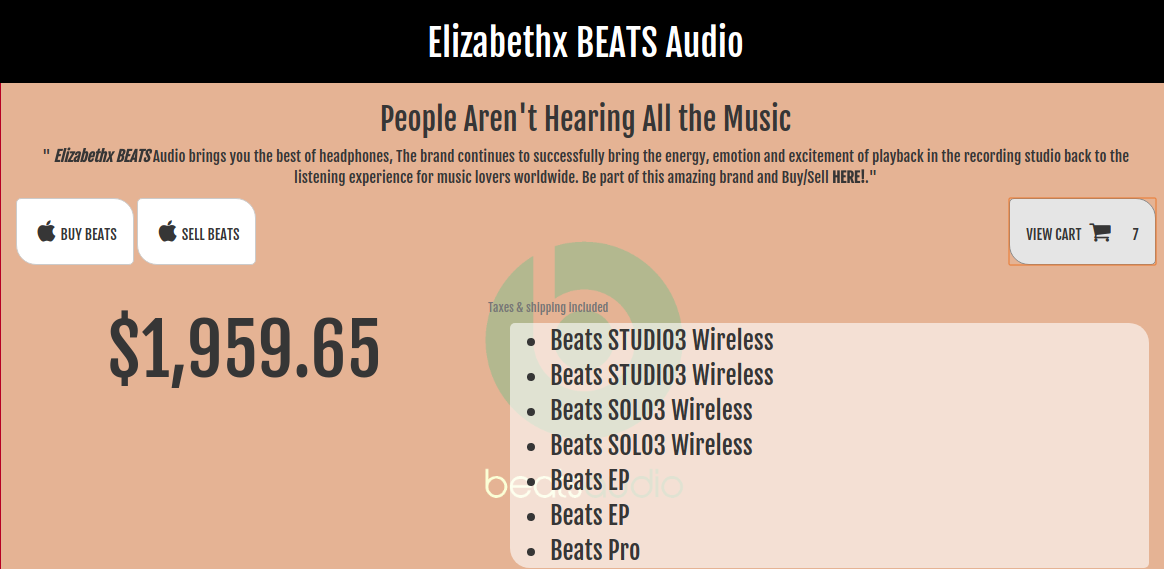 Elizabethx BEATS Audio
People Aren't Hearing All the Music
" Elizabethx BEATS Audio brings you the best of headphones, The brand continues to successfully bring the energy, emotion and excitement of playback in the recording studio back to the
listening experience for music lovers worldwide. Be part of this amazing brand and Buy/Sell HERE!."
BUY BEATS
SELL BEATS
VIEW CART 7
$1,959.65
Taxes & shipping included
Beats STUDIO3 Wireless
Beats STUDIO3 Wireless
Beats SOLO3 Wireless
Beats SOLO3 Wireless
Beats EP
Beats EP
Beats Pro
beatsaudio